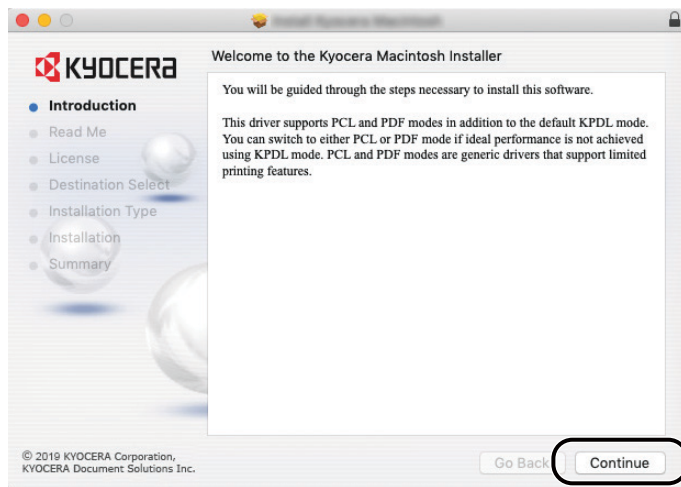 Welcome to the Kyocera Macintosh Installer
KYOCERA
Introduction
Read Me
License
Destination Select
Installation Type
Installation
Summary
You will be guided through the steps necessary to install this software.
This driver supports PCL and PDF modes in addition to the default KPDL mode.
You can switch to either PCL or PDF mode if ideal performance is not achieved
using KPDL mode. PCL and PDF modes are generic drivers that support limited
printing features.
© 2019 KYOCERA Corporation,
KYOCERA Document Solutions Inc.
Go Back
Continue